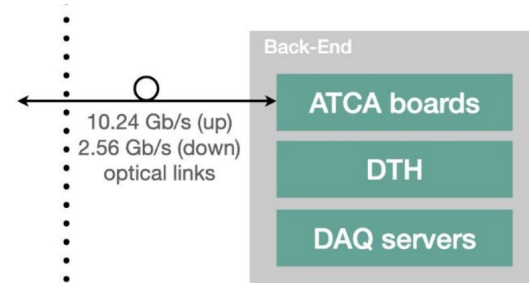 Back-End
ATCA boards
10.24 Gb/s (up)
2.56 Gb/s (down)
optical links
DTH
DAQ servers